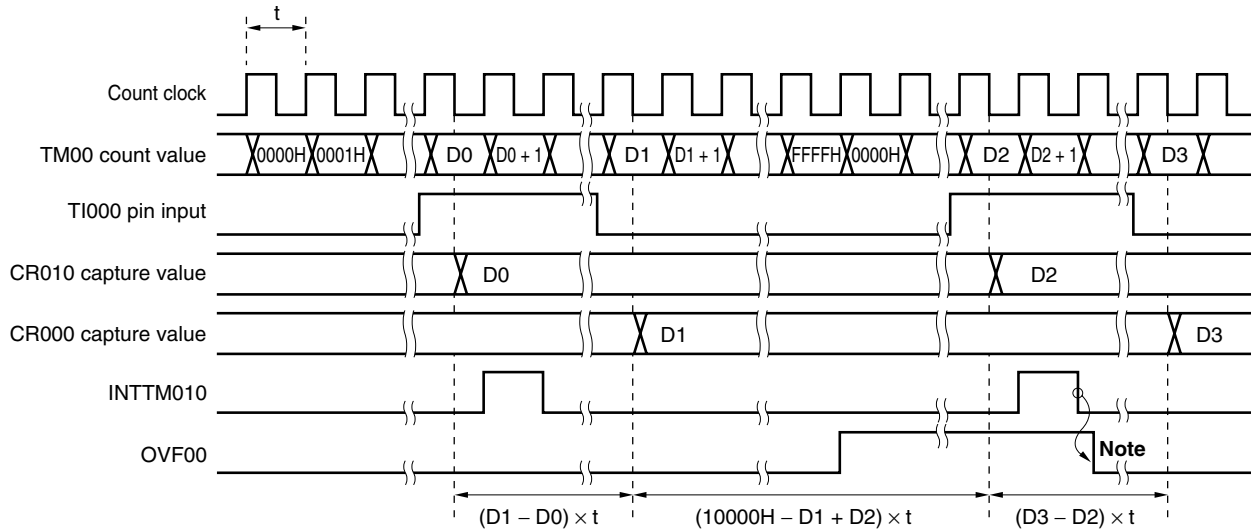 t
Count clock
TM00 count value
0000H 0001H D0 D0 + 1 D1 D1 + 1 FFFFH 0000H D2 D2 + 1 D3
TI000 pin input
CR010 capture value
D0 D2
CR000 capture value
D1 D3
INTTM010
OVF00
Note
(D1 − D0) × t (10000H − D1 + D2) × t (D3 − D2) × t